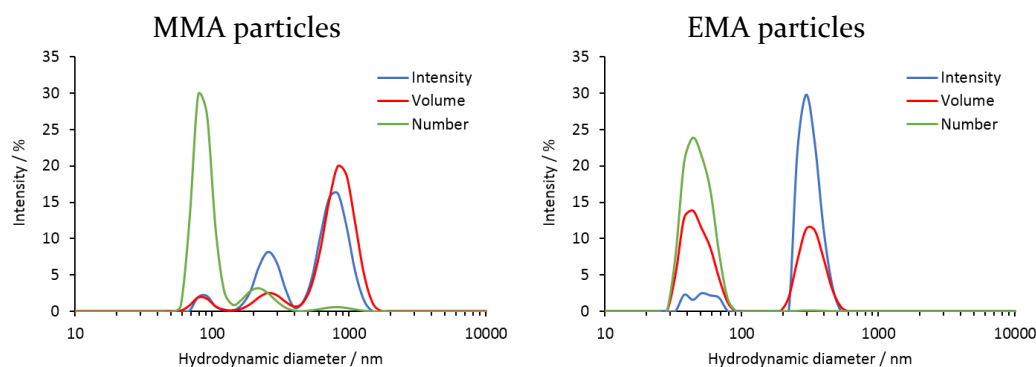 MMA particles
35
30
25
20
15
10
5
0
Intensity / %
10
100
1000
10000
Hydrodynamic diameter / nm
Intensity
Volume
Number
EMA particles
35
30
25
20
15
10
5
0
Intensity / %
10
100
1000
10000
Hydrodynamic diameter / nm
Intensity
Volume
Number